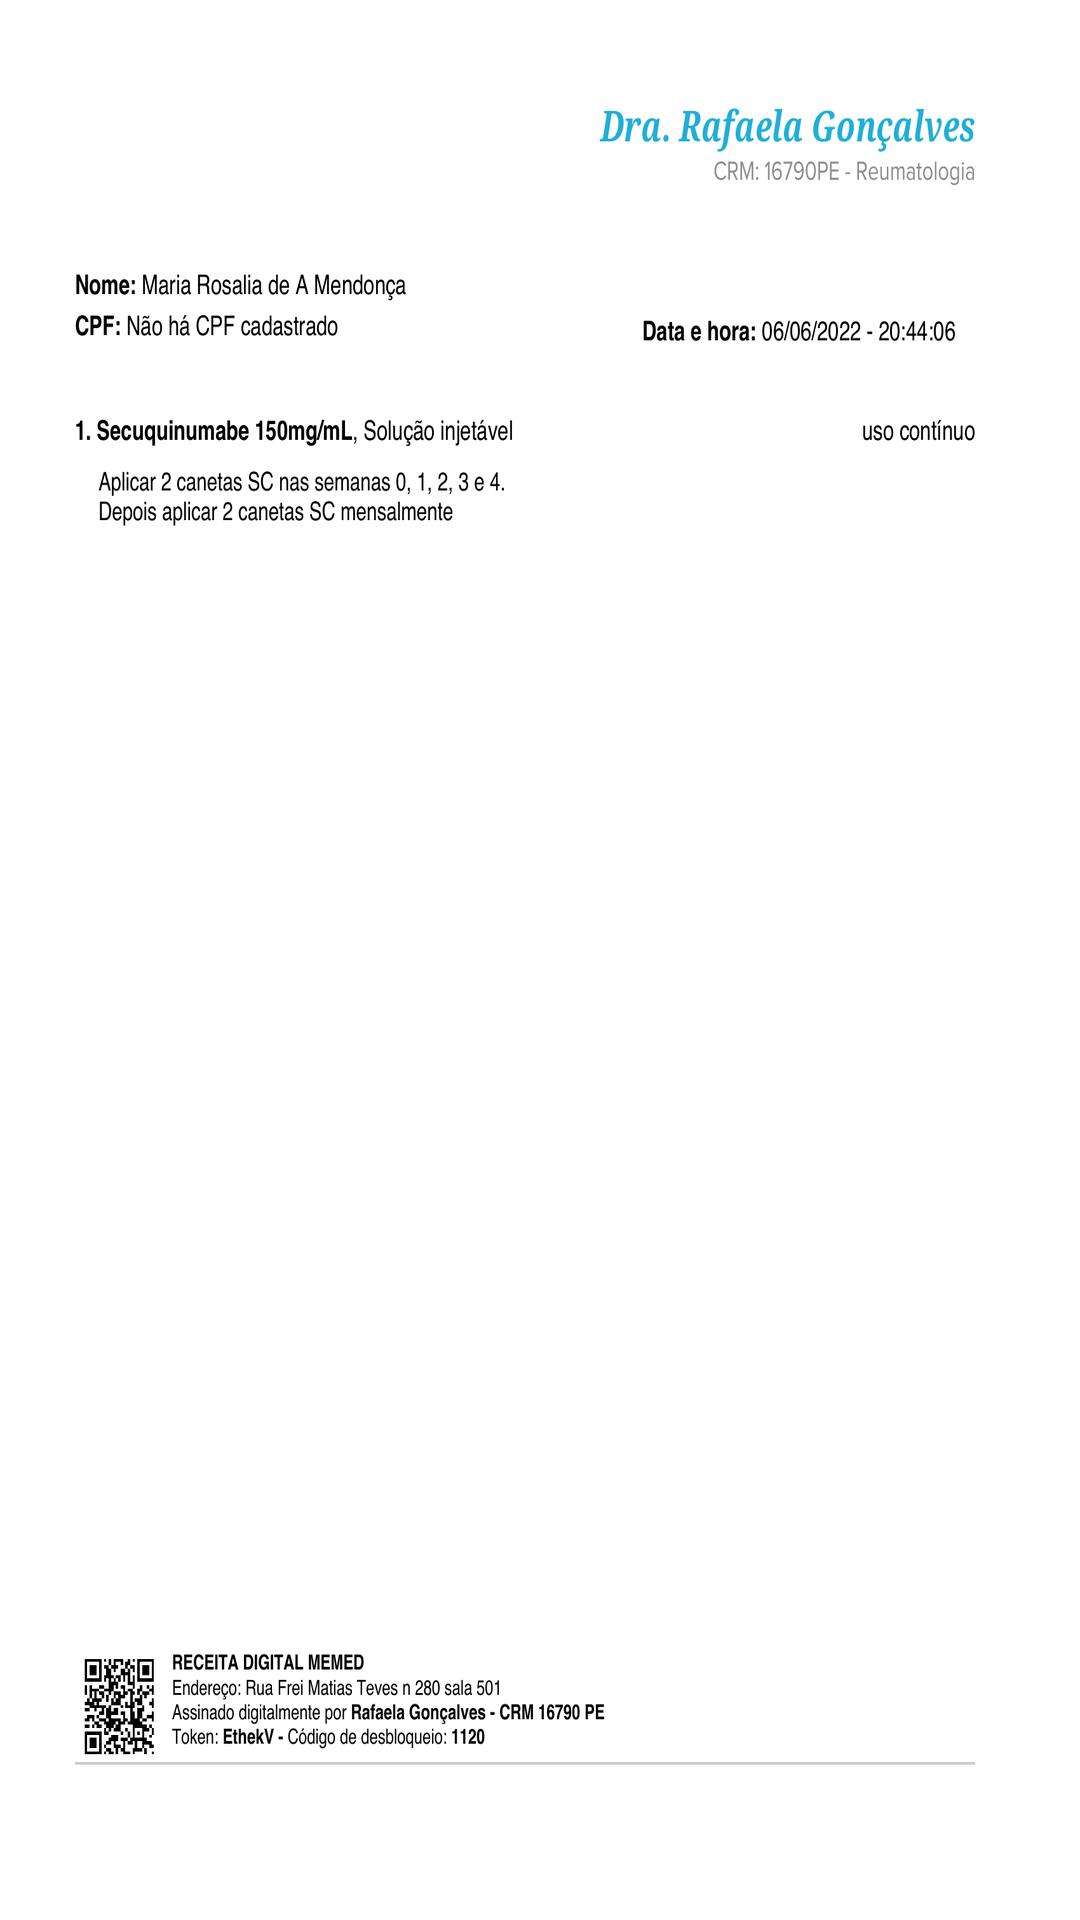 Dra. Rafaela Gonçalves
CRM: 16790PE - Reumatologia
Nome: Maria Rosalia de A Mendonça
CPF: Não há CPF cadastrado
Data e hora: 06/06/2022 - 20:44:06
1. Secuquinumabe 150mg/mL, Solução injetável uso contínuo
Aplicar 2 canetas SC nas semanas 0, 1, 2, 3 e 4.
Depois aplicar 2 canetas SC mensalmente
RECEITA DIGITAL MEMED
Endereço: Rua Frei Matias Teves n 280 sala 501
Assinado digitalmente por Rafaela Gonçalves - CRM 16790 PE
Token: EthekV - Código de desbloqueio: 1120